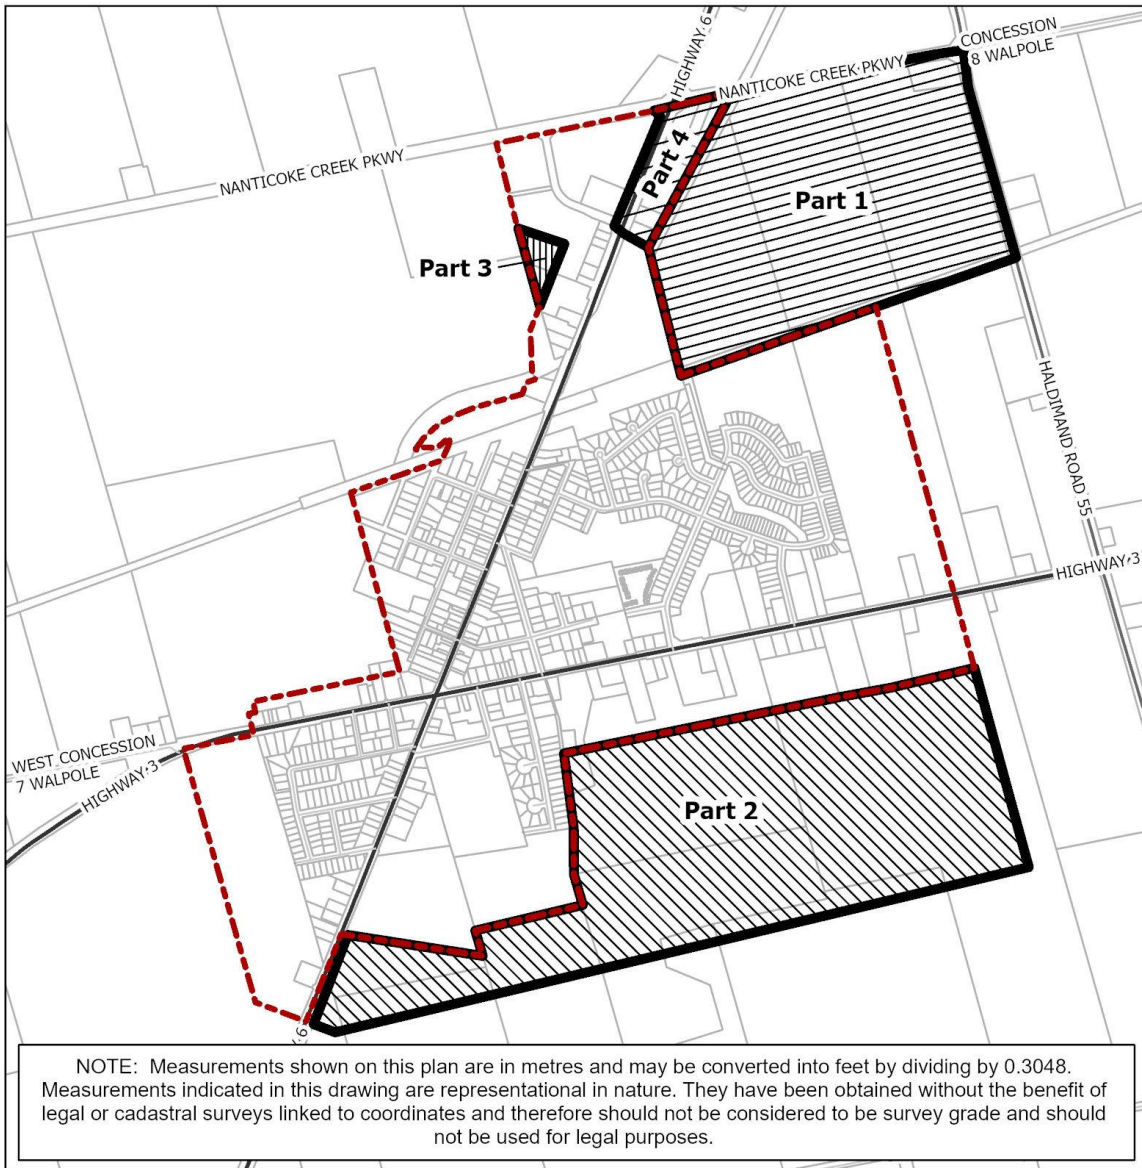 HIGHWAY 6
CONCESSION
8 WALPOLE
NANTICOKE CREEK PKWY
NANTICOKE CREEK PKWY
Part 4
Part 1
Part 3
HALDIMAND ROAD 55
HIGHWAY 3
WEST CONCESSION
7 WALPOLE
HIGHWAY 3
Part 2
6
NOTE: Measurements shown on this plan are in metres and may be converted into feet by dividing by 0.3048.
Measurements indicated in this drawing are representational in nature. They have been obtained without the benefit of
legal or cadastral surveys linked to coordinates and therefore should not be considered to be survey grade and should
not be used for legal purposes.